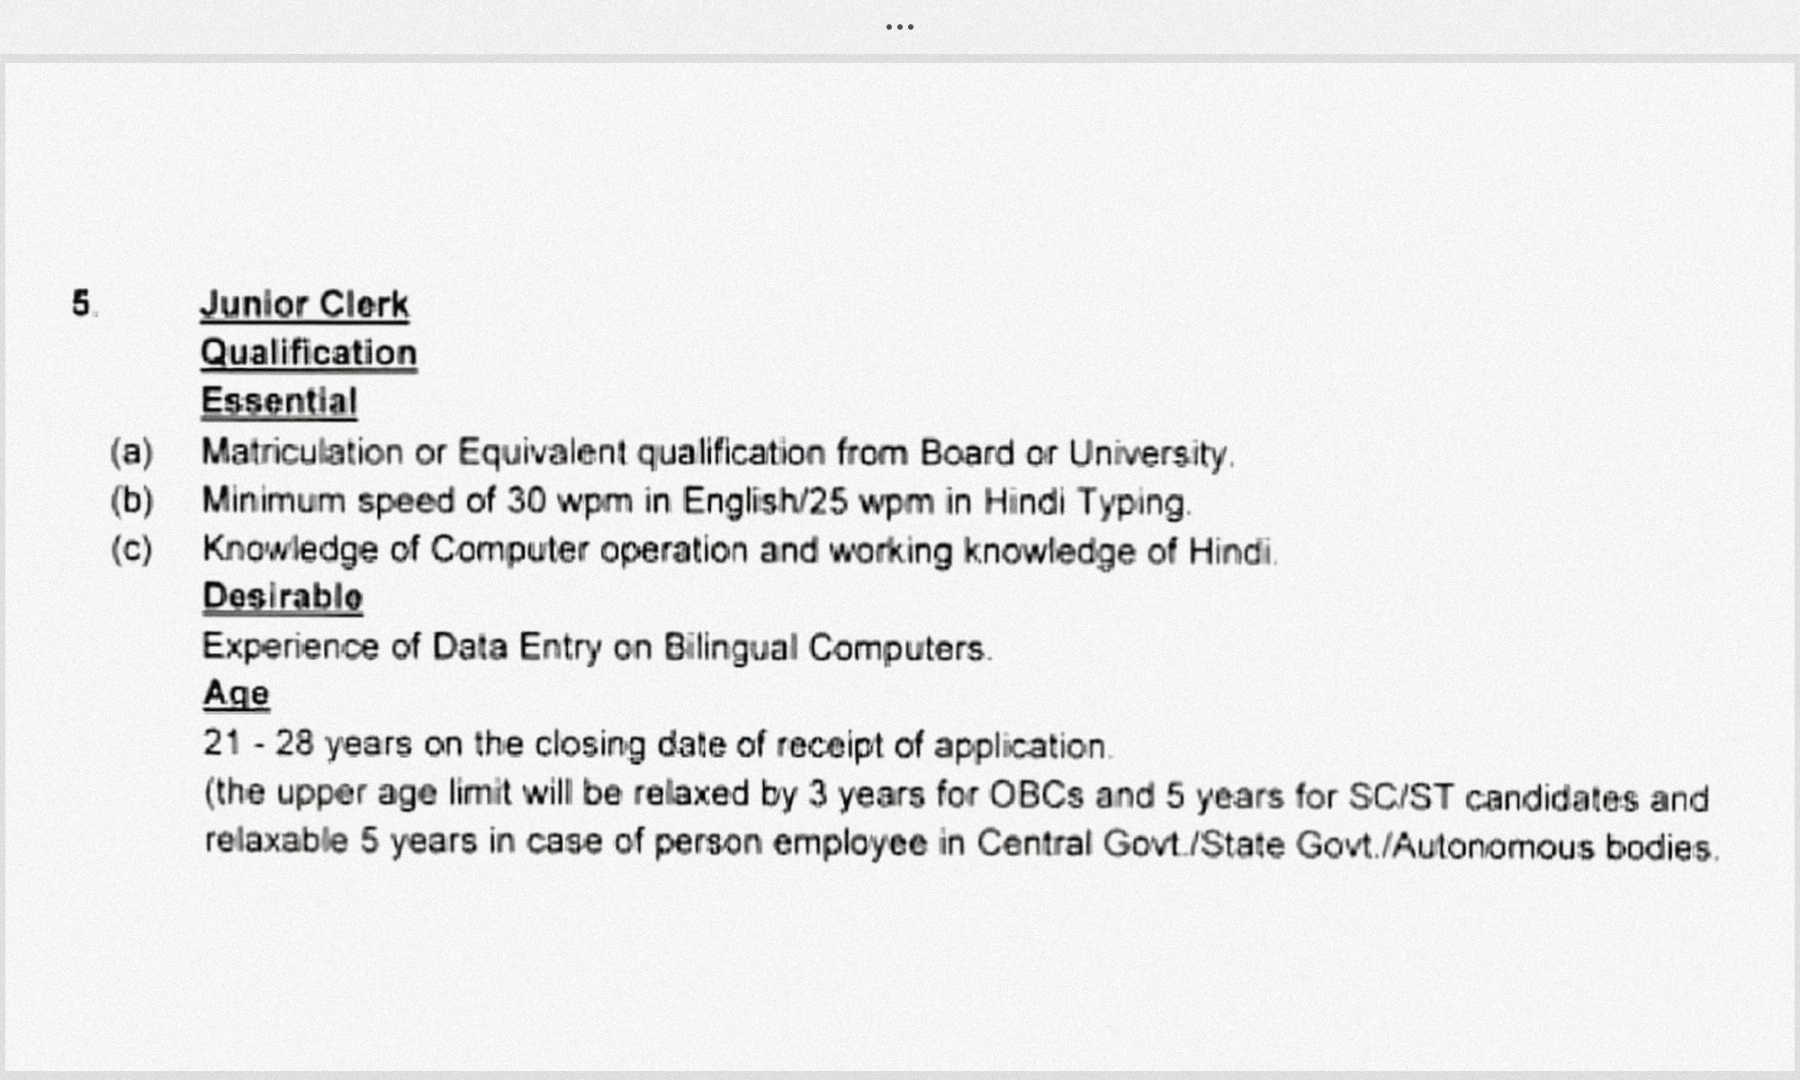 5. Junior Clerk
Qualification
Essential
(a) Matriculation or Equivalent qualification from Board or University.
(b) Minimum speed of 30 wpm in English/25 wpm in Hindi Typing.
(c) Knowledge of Computer operation and working knowledge of Hindi.
Desirable
Experience of Data Entry on Bilingual Computers.
Age
21 - 28 years on the closing date of receipt of application.
(the upper age limit will be relaxed by 3 years for OBCs and 5 years for SC/ST candidates and
relaxable 5 years in case of person employee in Central Govt./State Govt./Autonomous bodies.